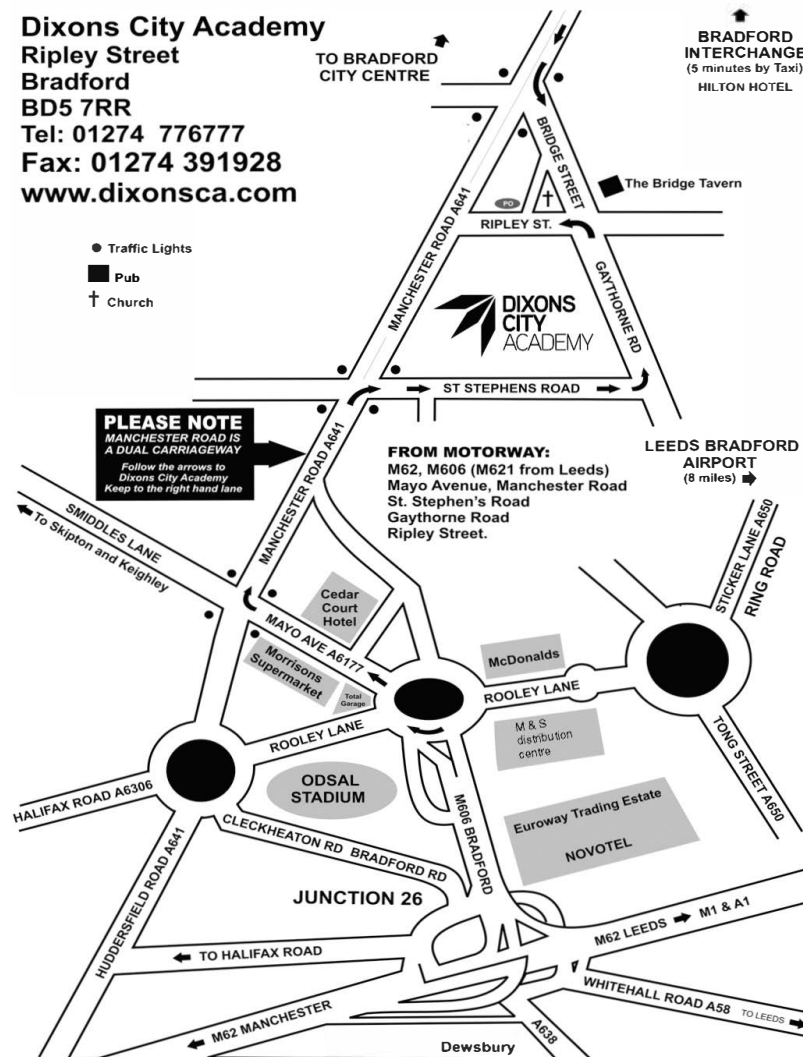 Dixons City Academy
Ripley Street
Bradford
BD5 7RR
Tel: 01274 776777
Fax: 01274 391928
www.dixonsca.com
TO BRADFORD
CITY CENTRE
BRADFORD
INTERCHANGE
(5 minutes by Taxi)
HILTON HOTEL
Traffic Lights
Pub
Church
BRIDGE STREET
The Bridge Tavern
PO
RIPLEY ST.
MANCHESTER ROAD A641
GAYTHORNE RD
DIXONS
CITY
ACADEMY
ST STEPHENS ROAD
PLEASE NOTE
MANCHESTER ROAD IS
A DUAL CARRIAGEWAY
Follow the arrows to
Dixons City Academy
Keep to the right hand lane
MANCHESTER ROAD A641
FROM MOTORWAY:
M62, M606 (M621 from Leeds)
Mayo Avenue, Manchester Road
St. Stephen's Road
Gaythorne Road
Ripley Street.
LEEDS BRADFORD
AIRPORT
(8 miles)
SMIDDLES LANE
To Skipton and Keighley
STICKER LANE A650
RING ROAD
Cedar
Court
Hotel
MAYO AVE A6177
Morrisons
Supermarket
Total
Garage
McDonalds
ROOLEY LANE
ROOLEY LANE
M & S
distribution
centre
TONG STREET A650
HALIFAX ROAD A6306
ODSAL
STADIUM
M606 BRADFORD
Euroway Trading Estate
NOVOTEL
CLECKHEATON RD BRADFORD RD
HUDDERSFIELD ROAD A641
JUNCTION 26
TO HALIFAX ROAD
M62 LEEDS
M1 & A1
WHITEHALL ROAD A58
TO LEEDS
M62 MANCHESTER
A638
Dewsbury